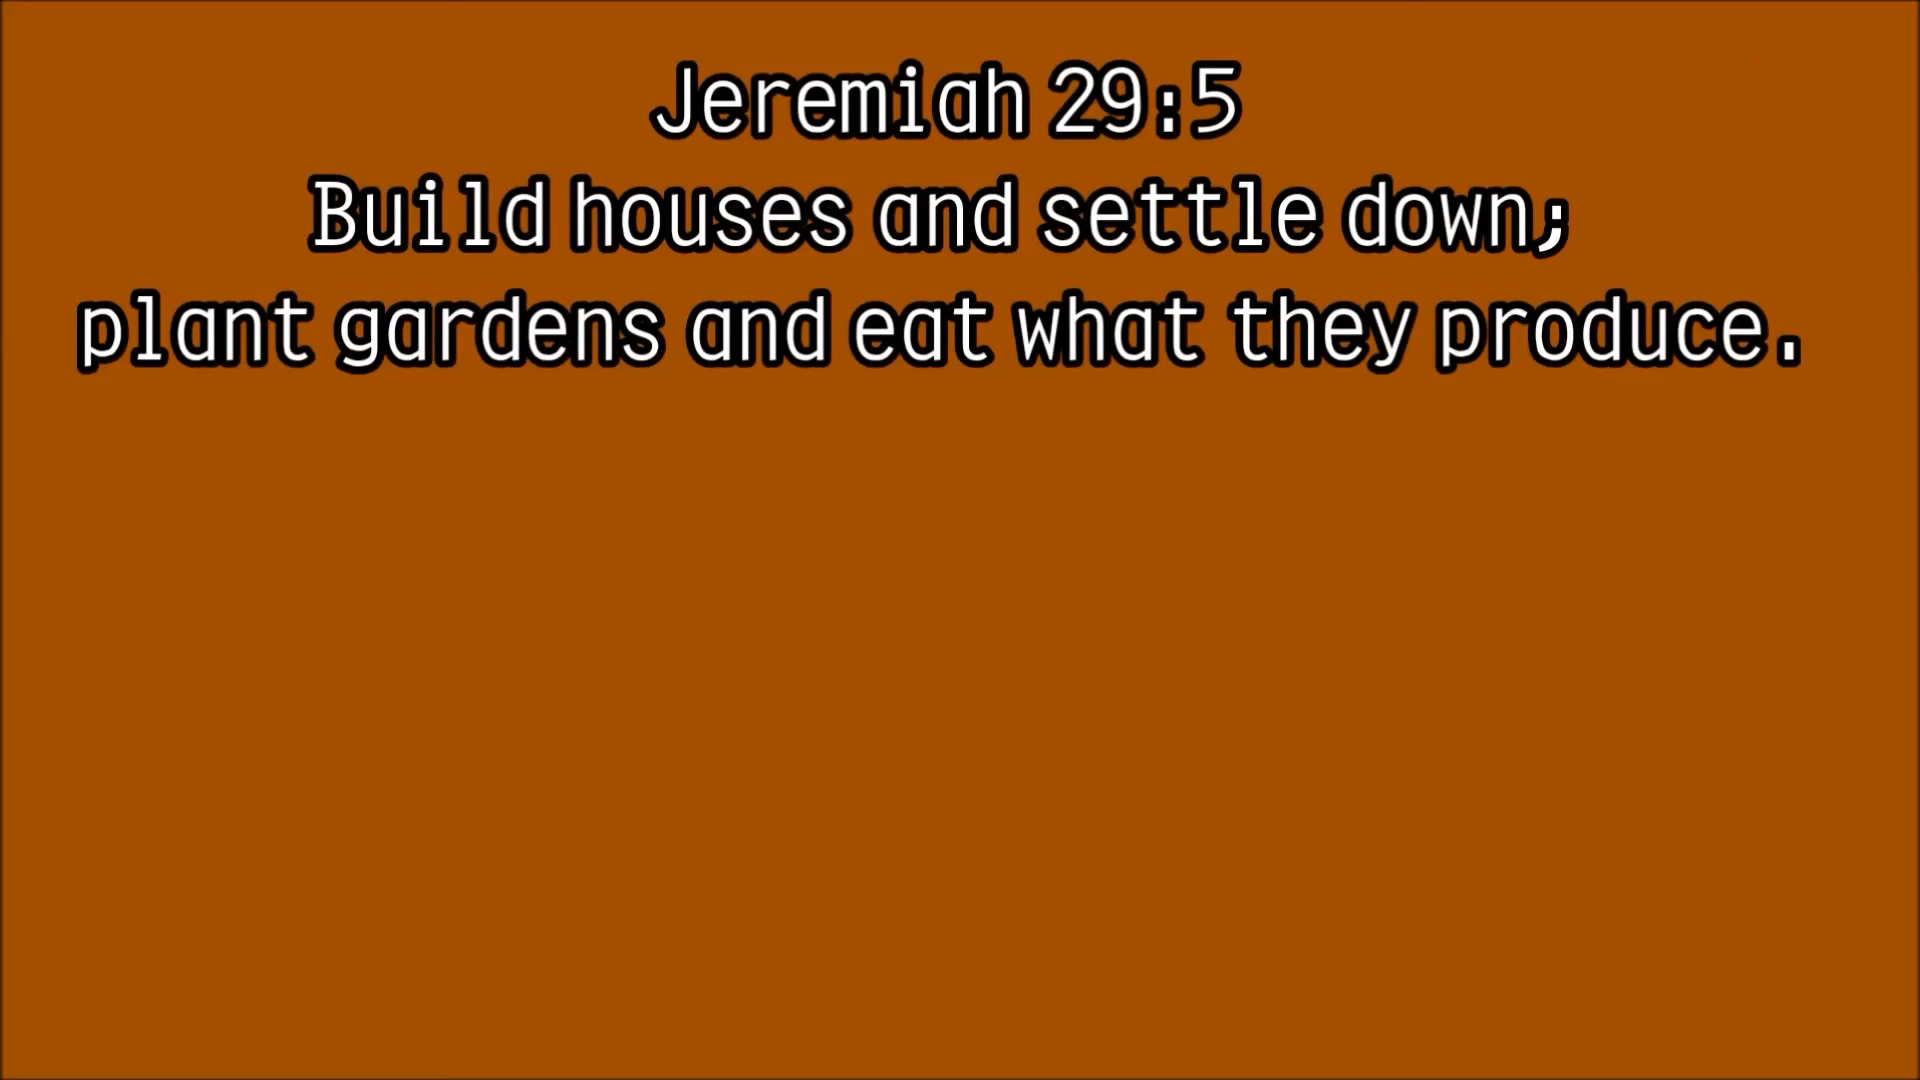 Jeremiah 29:5
Build houses and settle down;
plant gardens and eat what they produce.